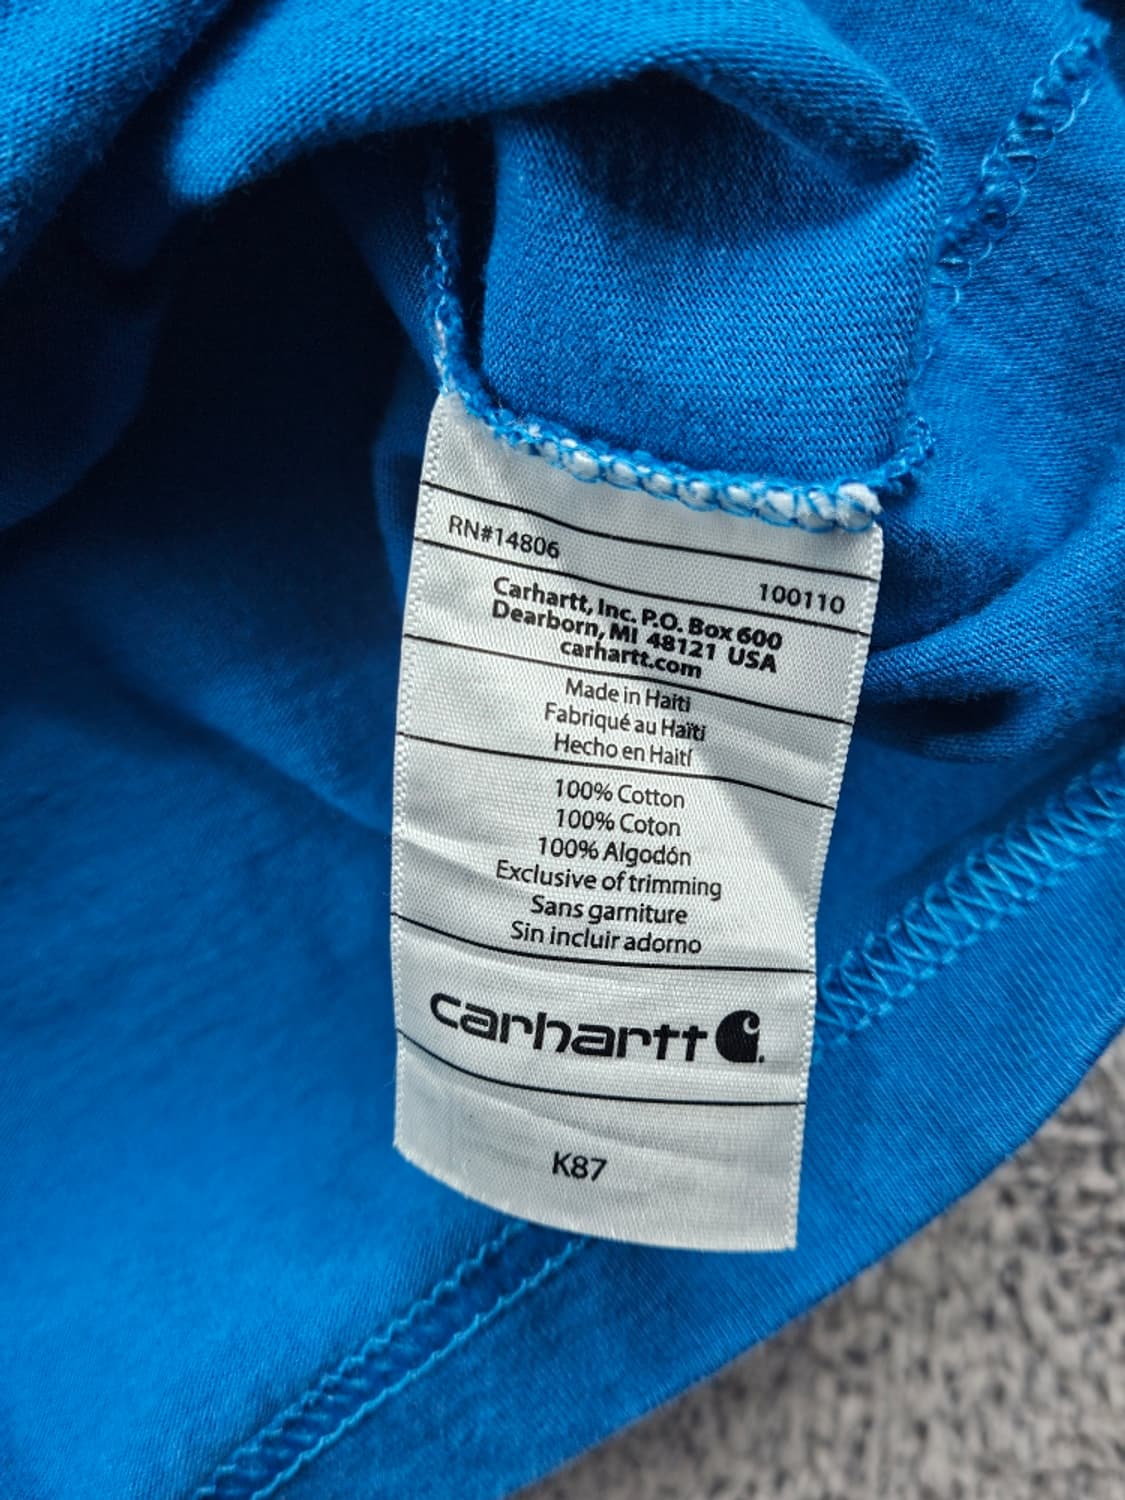 RN#14806
100110
Carhartt, Inc. P.O. Box 600
Dearborn, MI 48121 USA
carhartt.com
Made in Haiti
Fabriqué au Haïti
Hecho en Haití
100% Cotton
100% Coton
100% Algodón
Exclusive of trimming
Sans garniture
Sin incluir adorno
carhartt
K87